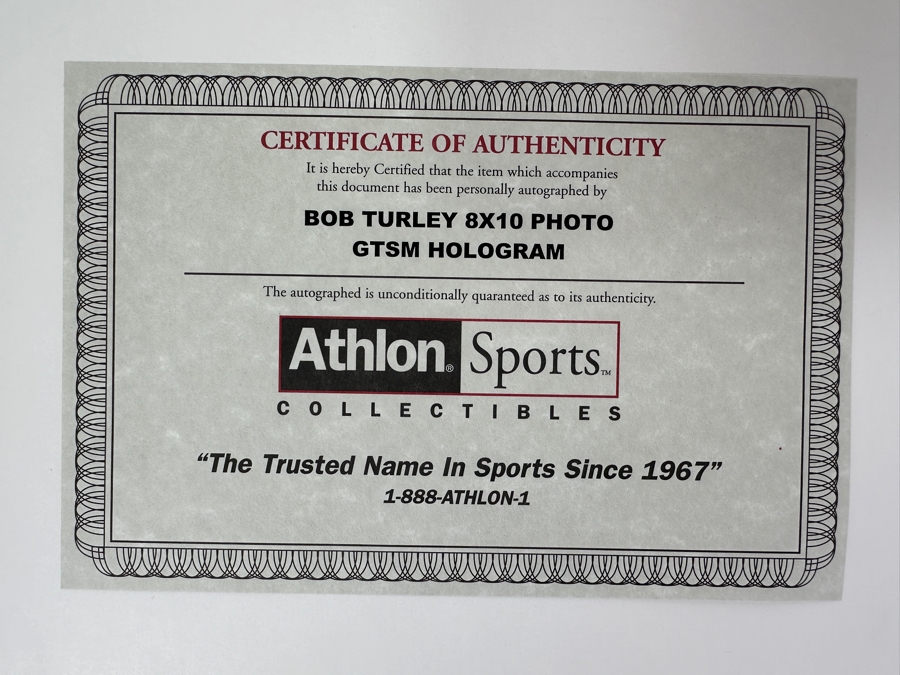 CERTIFICATE OF AUTHENTICITY
It is hereby Certified that the item which accompanies
this document has been personally autographed by
BOB TURLEY 8X10 PHOTO
GTSM HOLOGRAM
The autographed is unconditionally quaranteed as to its authenticity.
Athlon® Sports™
COLLECTIBLES
“The Trusted Name In Sports Since 1967”
1-888-ATHLON-1